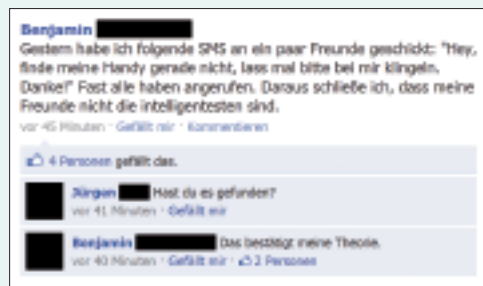 Benjamin
Gestern habe ich folgende SMS an ein paar Freunde geschickt: "Hey,
finde meine Handy gerade nicht, lass mal bitte bei mir klingeln.
Danke!" Fast alle haben angerufen. Daraus schließe ich, dass meine
Freunde nicht die intelligentesten sind.
vor 45 Minuten · Gefällt mir · Kommentieren
4 Personen gefällt das.
Jürgen Hast du es gefunden?
vor 41 Minuten · Gefällt mir
Benjamin Das bestätigt meine Theorie.
vor 40 Minuten · Gefällt mir · 2 Personen